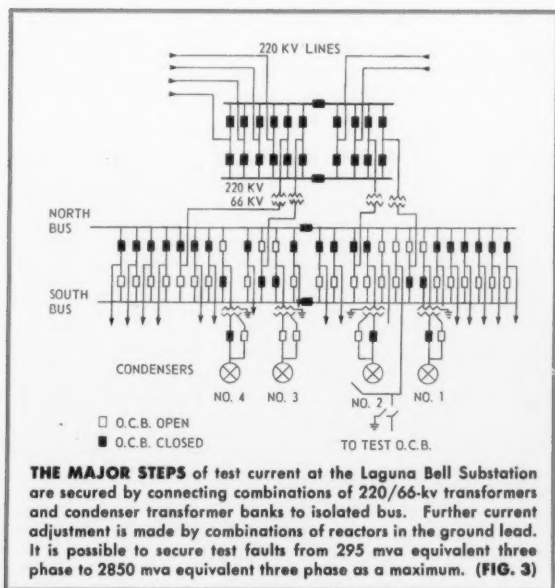 220 KV LINES
220 KV
66 KV
NORTH
BUS
SOUTH
BUS
CONDENSERS
NO. 4
NO. 3
NO. 2
NO. 1
□ O.C.B. OPEN
■ O.C.B. CLOSED
TO TEST O.C.B.
THE MAJOR STEPS of test current at the Laguna Bell Substation
are secured by connecting combinations of 220/66-kv transformers
and condenser transformer banks to isolated bus. Further current
adjustment is made by combinations of reactors in the ground lead.
It is possible to secure test faults from 295 mva equivalent three
phase to 2850 mva equivalent three phase as a maximum. (FIG. 3)